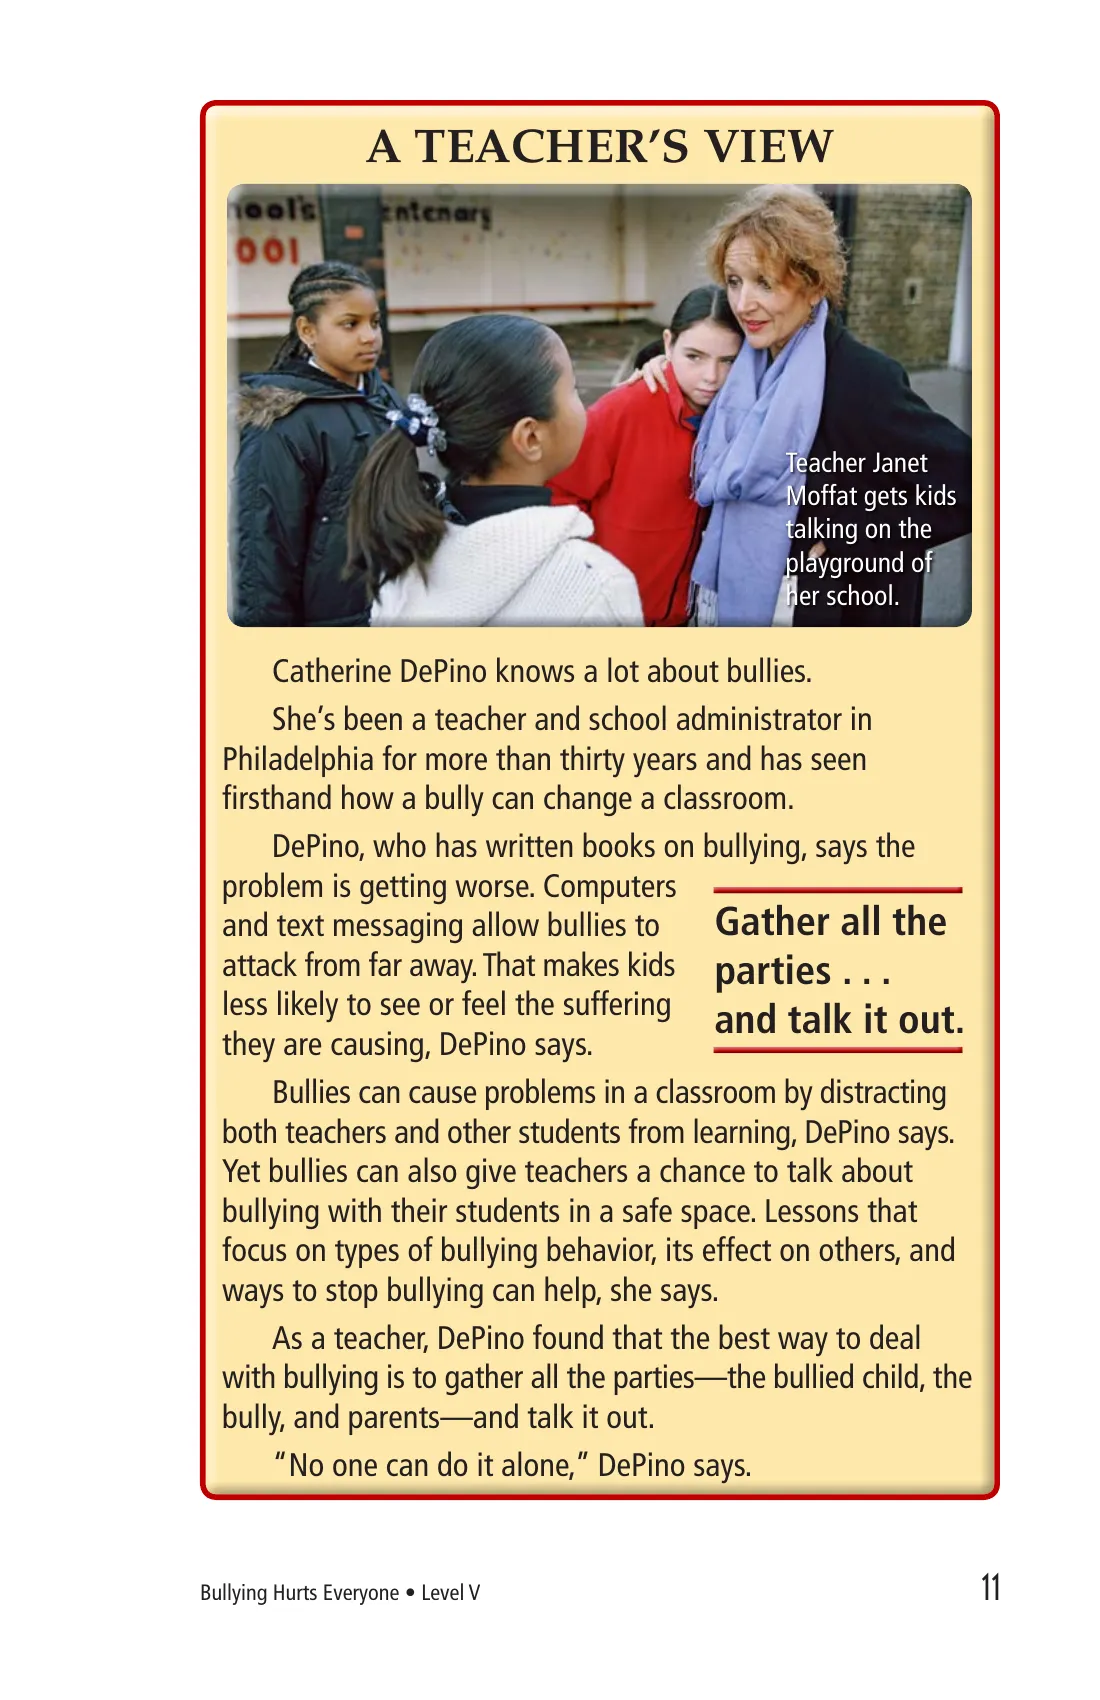 A TEACHER’S VIEW
hool's entenary
001
Teacher Janet
Moffat gets kids
talking on the
playground of
her school.
Catherine DePino knows a lot about bullies.
She’s been a teacher and school administrator in
Philadelphia for more than thirty years and has seen
firsthand how a bully can change a classroom.
DePino, who has written books on bullying, says the
problem is getting worse. Computers
and text messaging allow bullies to
attack from far away. That makes kids
less likely to see or feel the suffering
they are causing, DePino says.
Gather all the
parties . . .
and talk it out.
Bullies can cause problems in a classroom by distracting
both teachers and other students from learning, DePino says.
Yet bullies can also give teachers a chance to talk about
bullying with their students in a safe space. Lessons that
focus on types of bullying behavior, its effect on others, and
ways to stop bullying can help, she says.
As a teacher, DePino found that the best way to deal
with bullying is to gather all the parties—the bullied child, the
bully, and parents—and talk it out.
“No one can do it alone,” DePino says.
Bullying Hurts Everyone • Level V
11